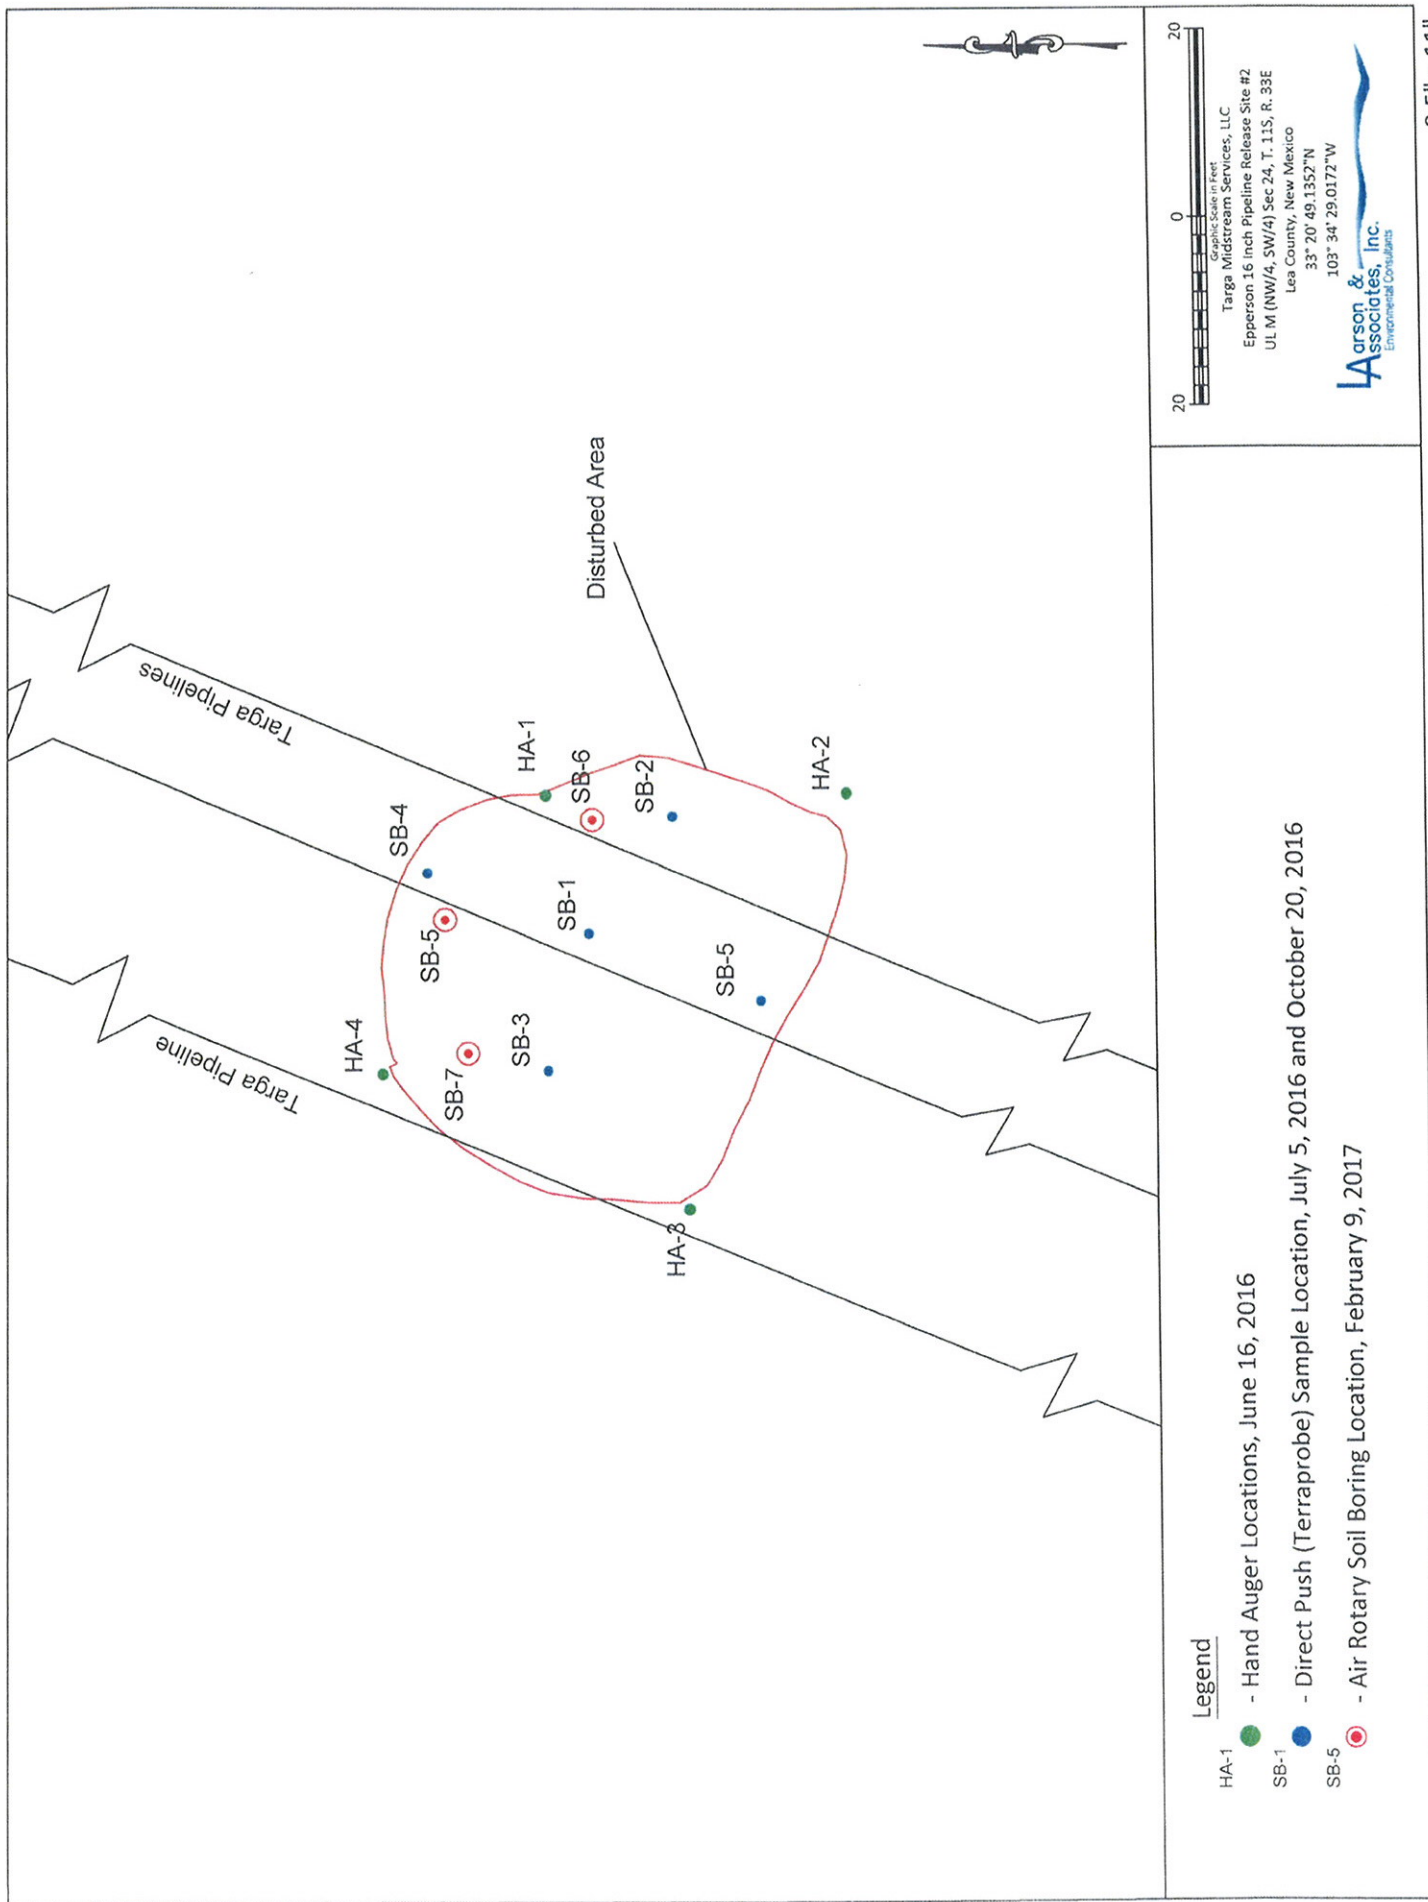 Targa Pipelines
Targa Pipeline
Disturbed Area
HA-4
SB-4
HA-1
SB-5
SB-6
SB-7
SB-3
SB-1
SB-2
HA-3
SB-5
HA-2
Legend
HA-1
- Hand Auger Locations, June 16, 2016
SB-1
- Direct Push (Terraprobe) Sample Location, July 5, 2016 and October 20, 2016
SB-5
- Air Rotary Soil Boring Location, February 9, 2017
20 0 20
Graphic Scale in Feet
Targa Midstream Services, LLC
Epperson 16 Inch Pipeline Release Site #2
UL M (NW/4, SW/4) Sec 24, T. 11S, R. 33E
Lea County, New Mexico
33° 20' 49.1352"N
103° 34' 29.0172"W
Larson &
Associates, Inc.
Environmental Consultants